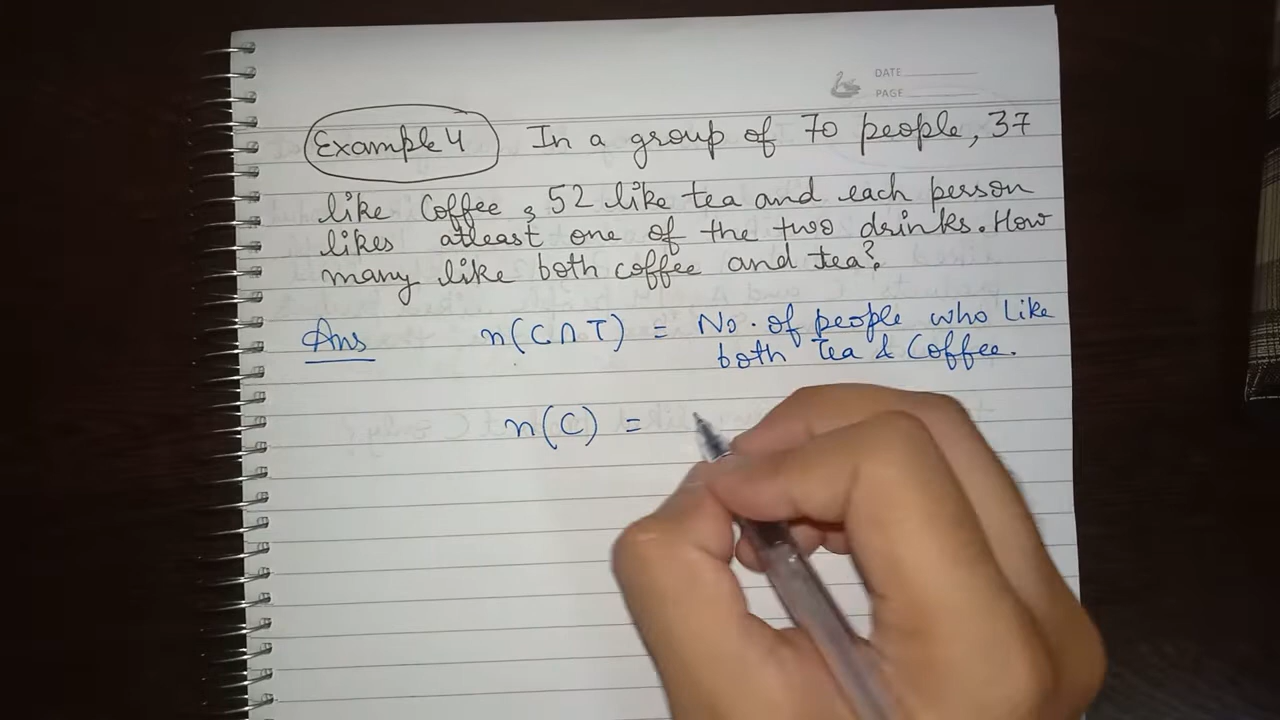 DATE
PAGE
Example 4 In a group of 70 people, 37
like Coffee, 52 like tea and each person
likes atleast one of the two drinks. How
many like both coffee and tea?
Ans n(C∩T) = No. of people who like
both Tea & Coffee.
n(C) =